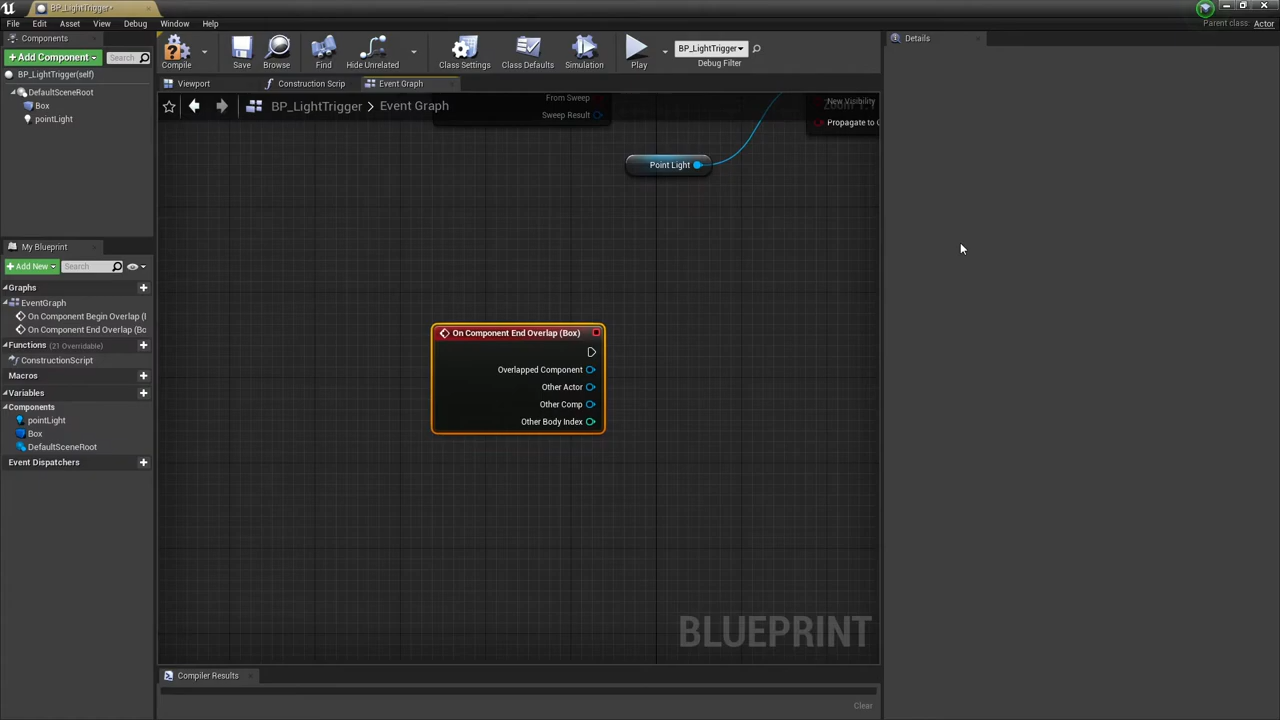 BP_LightTrigger*
File Edit Asset View Debug Window Help
Parent class: Actor
Components
Details
+Add Component
Search
Compile
Save
Browse
Find
Hide Unrelated
Class Settings
Class Defaults
Simulation
Play
BP_LightTrigger
Debug Filter
BP_LightTrigger(self)
DefaultSceneRoot
Box
pointLight
Viewport
Construction Scrip
Event Graph
BP_LightTrigger > Event Graph
From Sweep
Sweep Result
New Visibility
Propagate to C
Point Light
My Blueprint
+Add New
Search
Graphs
EventGraph
On Component Begin Overlap (I
On Component End Overlap (Bc
Functions (21 Overridable)
ConstructionScript
Macros
Variables
Components
pointLight
Box
DefaultSceneRoot
Event Dispatchers
On Component End Overlap (Box)
Overlapped Component
Other Actor
Other Comp
Other Body Index
BLUEPRINT
Compiler Results
Clear